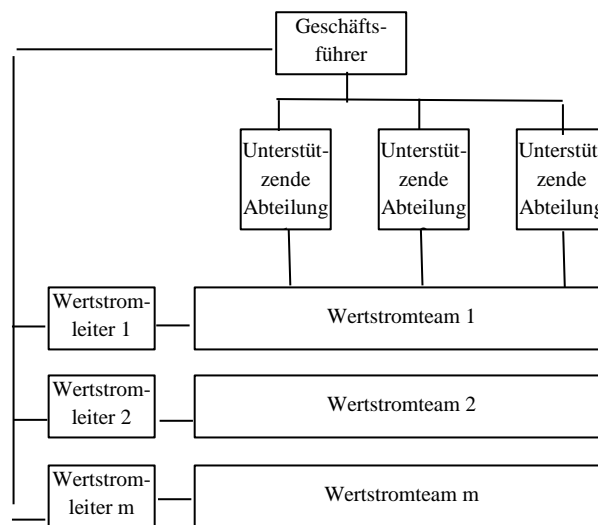 Geschäfts-
führer
Unterstüt-
zende
Abteilung
Unterstüt-
zende
Abteilung
Unterstüt-
zende
Abteilung
Wertstrom-
leiter 1
Wertstromteam 1
Wertstrom-
leiter 2
Wertstromteam 2
Wertstrom-
leiter m
Wertstromteam m